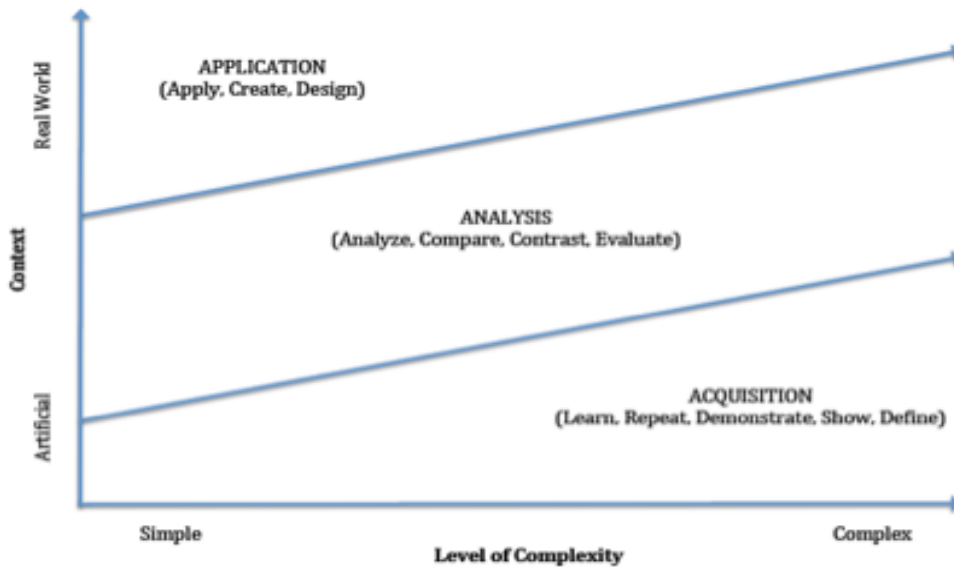 Real World
APPLICATION
(Apply, Create, Design)
ANALYSIS
(Analyze, Compare, Contrast, Evaluate)
Context
Artificial
ACQUISITION
(Learn, Repeat, Demonstrate, Show, Define)
Simple
Complex
Level of Complexity